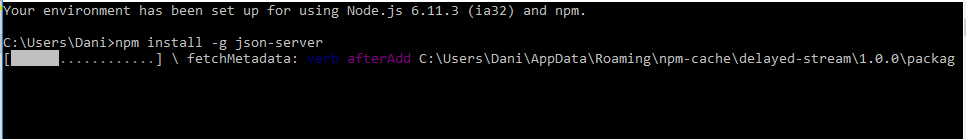 Your environment has been set up for using Node.js 6.11.3 (ia32) and npm.
C:\Users\Dani>npm install -g json-server
[      ............] \ fetchMetadata: verb afterAdd C:\Users\Dani\AppData\Roaming\npm-cache\delayed-stream\1.0.0\packag